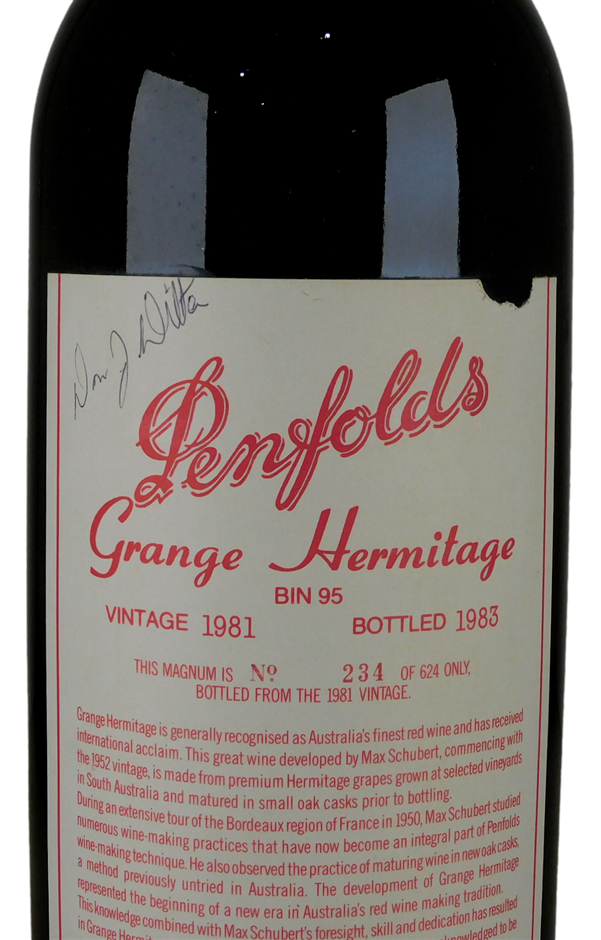 Don J Ditta
Penfolds
Grange Hermitage
BIN 95
VINTAGE 1981 BOTTLED 1983
THIS MAGNUM IS Nº 234 OF 624 ONLY,
BOTTLED FROM THE 1981 VINTAGE.
Grange Hermitage is generally recognised as Australia's finest red wine and has received
international acclaim. This great wine developed by Max Schubert, commencing with
the 1952 vintage, is made from premium Hermitage grapes grown at selected vineyards
in South Australia and matured in small oak casks prior to bottling.
During an extensive tour of the Bordeaux region of France in 1950, Max Schubert studied
numerous wine-making practices that have now become an integral part of Penfolds
wine-making technique. He also observed the practice of maturing wine in new oak casks,
a method previously untried in Australia. The development of Grange Hermitage
represented the beginning of a new era in Australia's red wine making tradition.
This knowledge combined with Max Schubert's foresight, skill and dedication has resulted
in Grange knowledged to be